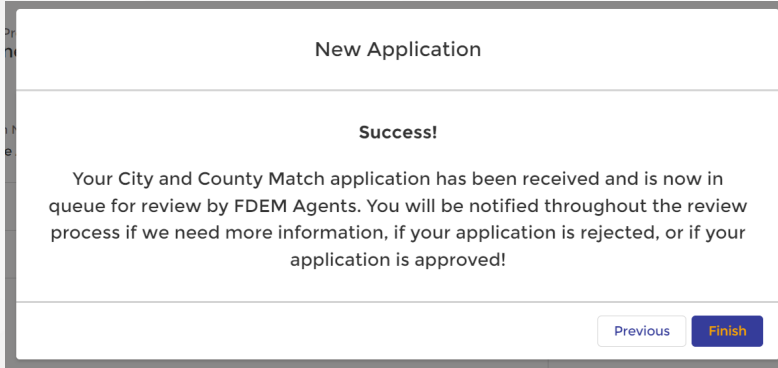 New Application
Success!
Your City and County Match application has been received and is now in
queue for review by FDEM Agents. You will be notified throughout the review
process if we need more information, if your application is rejected, or if your
application is approved!
Previous
Finish